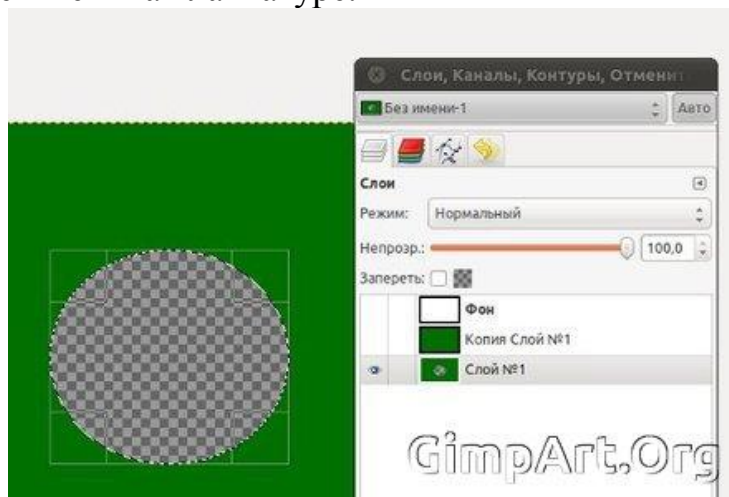 Слои, Каналы, Контуры, Отменит
Без имени-1
Авто
Слои
Режим: Нормальный
Непрозр.: 100,0
Запереть:
Фон
Копия Слой №1
Слой №1
GimpArt.Org